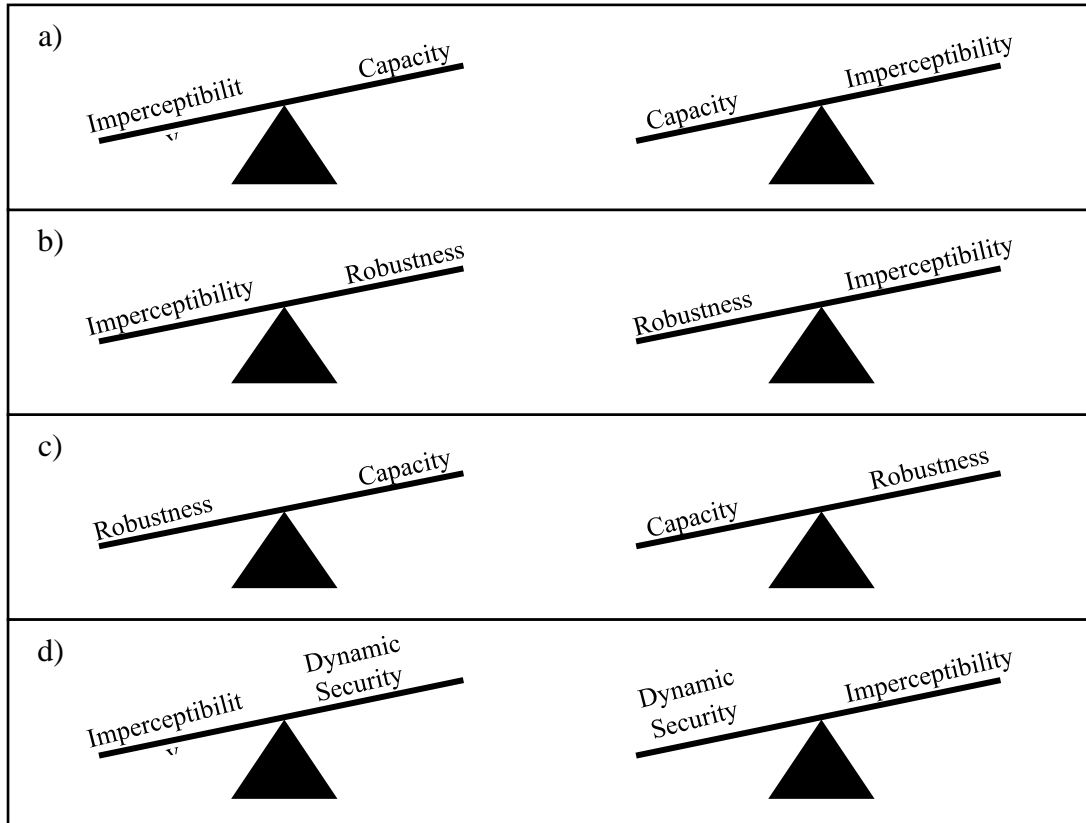 a)
Imperceptibilit
y
Capacity
Capacity
Imperceptibility
b)
Imperceptibility
Robustness
Robustness
Imperceptibility
c)
Robustness
Capacity
Capacity
Robustness
d)
Imperceptibilit
y
Dynamic
Security
Dynamic
Security
Imperceptibility